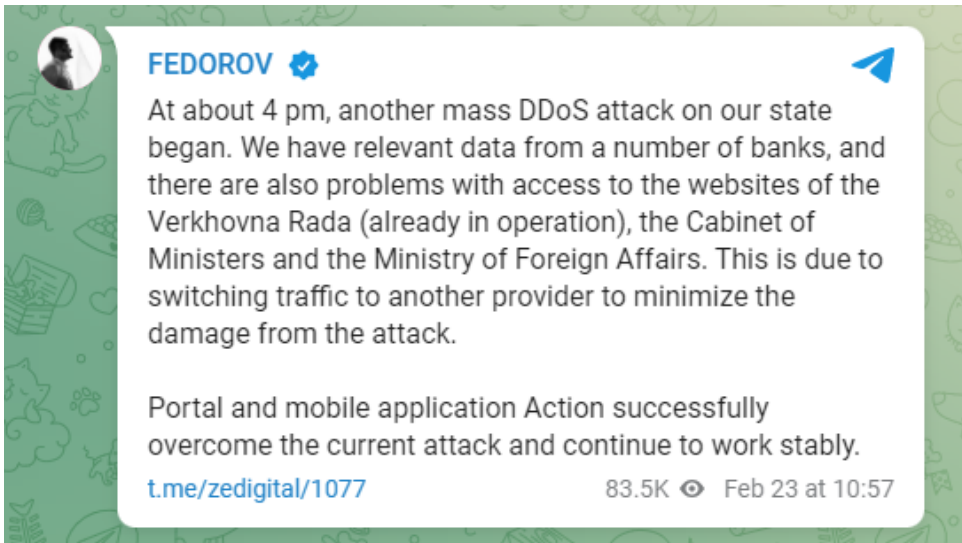 FEDOROV
At about 4 pm, another mass DDoS attack on our state
began. We have relevant data from a number of banks, and
there are also problems with access to the websites of the
Verkhovna Rada (already in operation), the Cabinet of
Ministers and the Ministry of Foreign Affairs. This is due to
switching traffic to another provider to minimize the
damage from the attack.
Portal and mobile application Action successfully
overcome the current attack and continue to work stably.
t.me/zedigital/1077 83.5K Feb 23 at 10:57